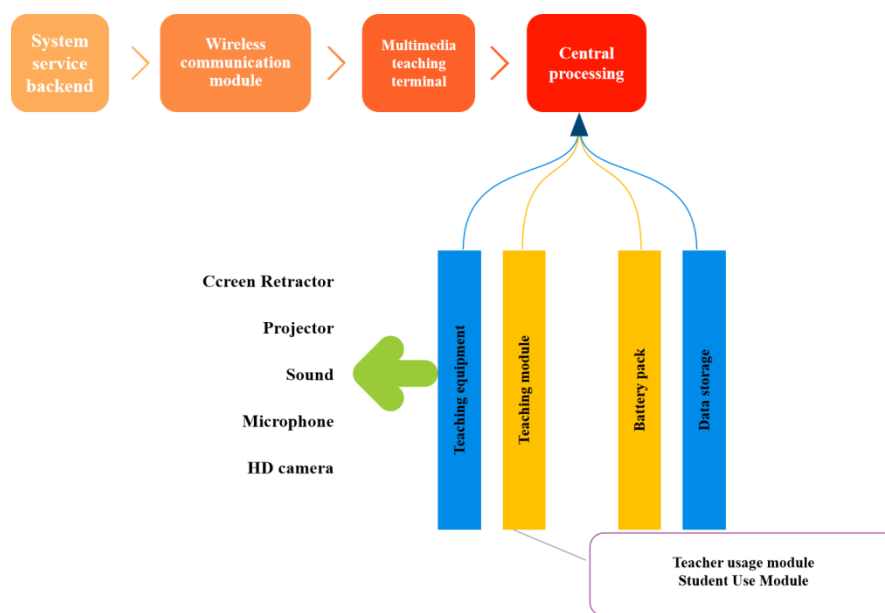 System
service
backend
Wireless
communication
module
Multimedia
teaching
terminal
Central
processing
Ccreen Retractor
Projector
Sound
Microphone
HD camera
Teaching equipment
Teaching module
Battery pack
Data storage
Teacher usage module
Student Use Module